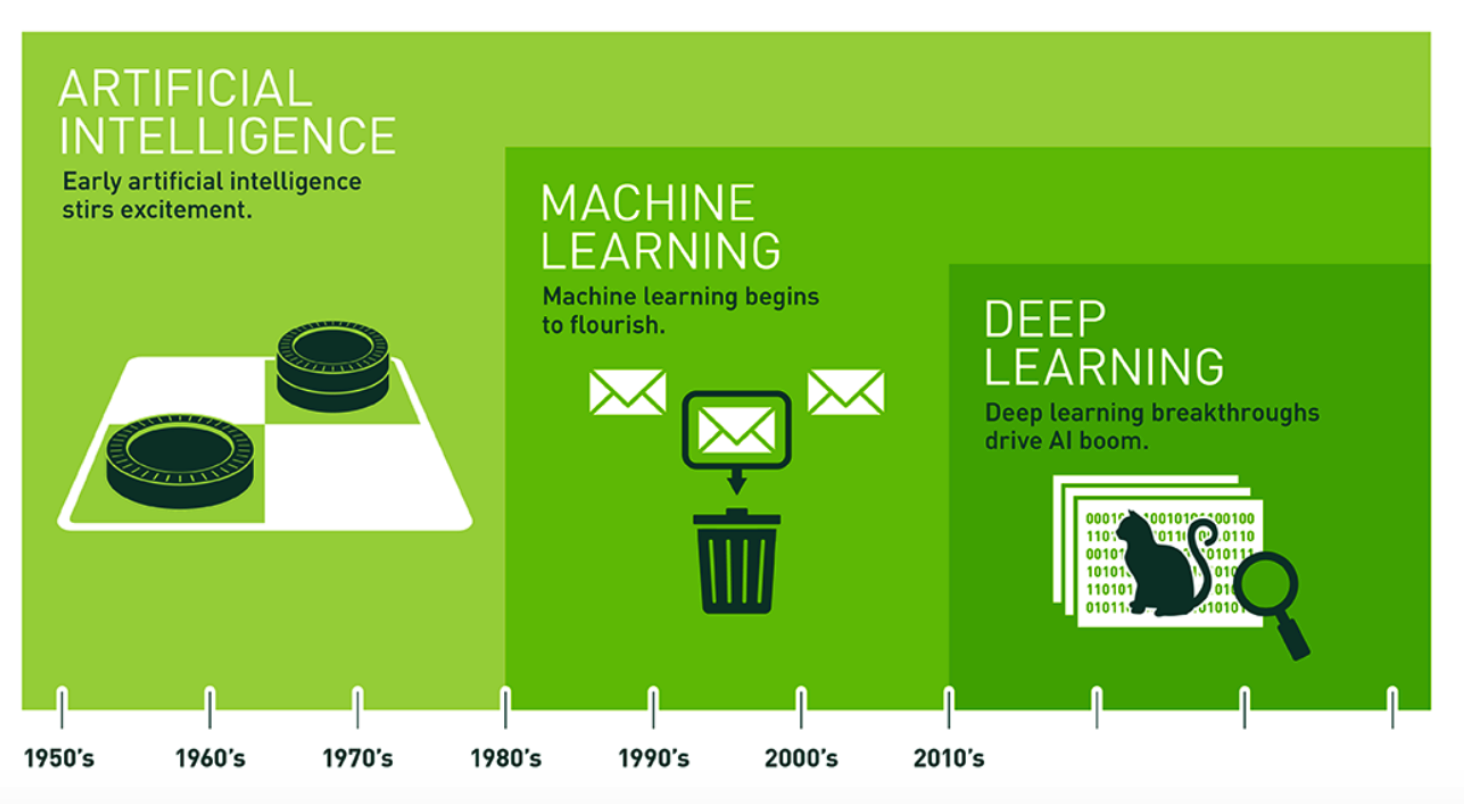 ARTIFICIAL
INTELLIGENCE
Early artificial intelligence
stirs excitement.
MACHINE
LEARNING
Machine learning begins
to flourish.
DEEP
LEARNING
Deep learning breakthroughs
drive AI boom.
1950's 1960's 1970's 1980's 1990's 2000's 2010's